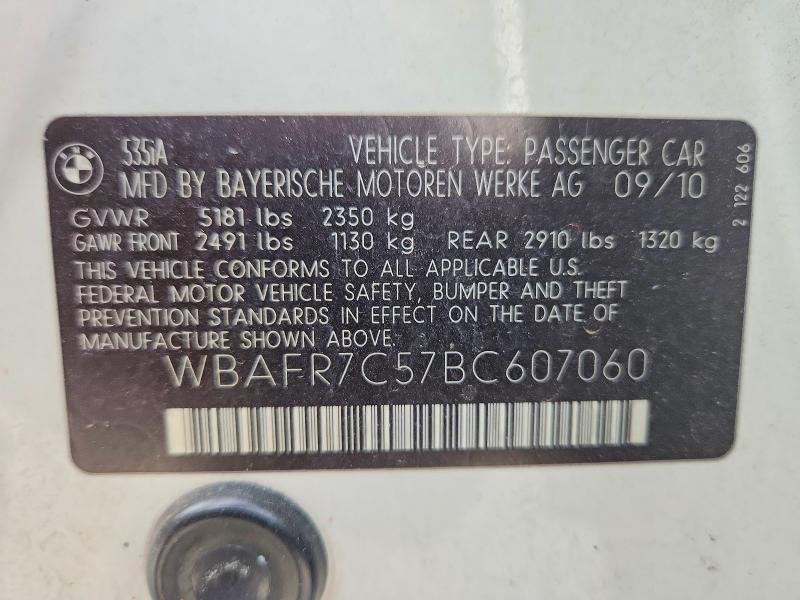 BMW
535iA VEHICLE TYPE: PASSENGER CAR
MFD BY BAYERISCHE MOTOREN WERKE AG 09/10
GVWR 5181 lbs 2350 kg
GAWR FRONT 2491 lbs 1130 kg REAR 2910 lbs 1320 kg
THIS VEHICLE CONFORMS TO ALL APPLICABLE U.S.
FEDERAL MOTOR VEHICLE SAFETY, BUMPER AND THEFT
PREVENTION STANDARDS IN EFFECT ON THE DATE OF
MANUFACTURE SHOWN ABOVE.
WBAFR7C57BC607060
2 122 606